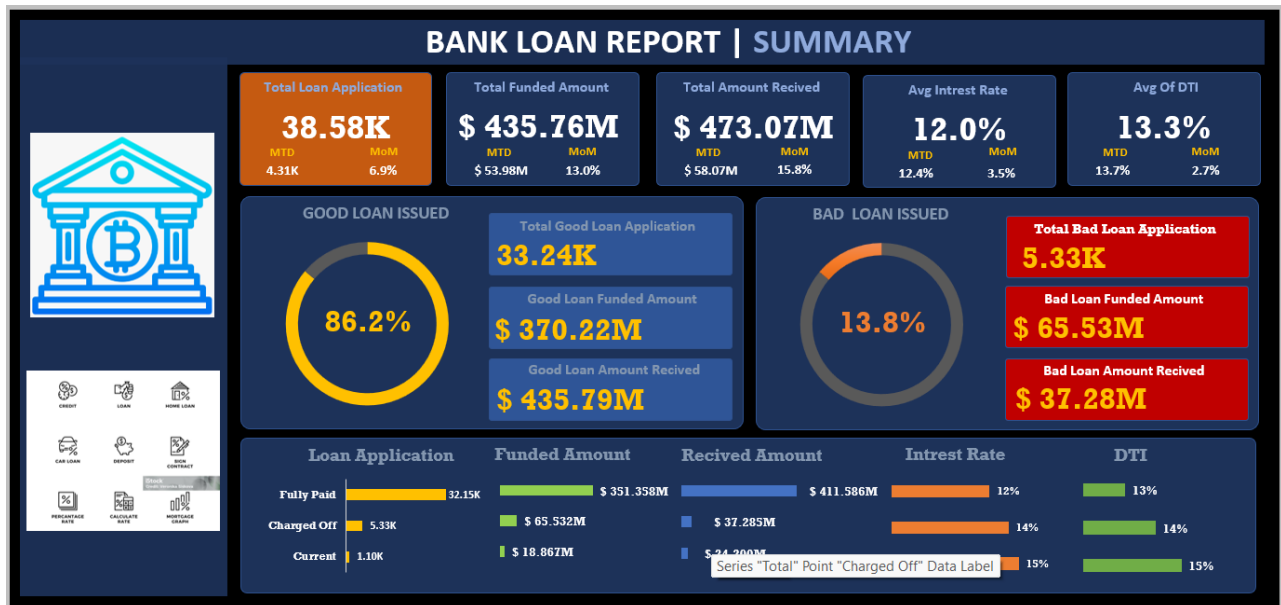 BANK LOAN REPORT | SUMMARY
Total Loan Application
38.58K
MTD MoM
4.31K 6.9%
Total Funded Amount
$ 435.76M
MTD MoM
$ 53.98M 13.0%
Total Amount Recived
$ 473.07M
MTD MoM
$ 58.07M 15.8%
Avg Intrest Rate
12.0%
MTD MoM
12.4% 3.5%
Avg Of DTI
13.3%
MTD MoM
13.7% 2.7%
GOOD LOAN ISSUED
86.2%
Total Good Loan Application
33.24K
Good Loan Funded Amount
$ 370.22M
Good Loan Amount Recived
$ 435.79M
BAD LOAN ISSUED
13.8%
Total Bad Loan Application
5.33K
Bad Loan Funded Amount
$ 65.53M
Bad Loan Amount Recived
$ 37.28M
CREDIT LOAN HOME LOAN
CAR LOAN DEPOSIT SIGN
CONTRACT
iStock
PERCENTAGE
RATE
CALCULATE
RATE
MORTGAGE
GRAPH
Loan Application Funded Amount Recived Amount Intrest Rate DTI
Fully Paid 32.15K $ 351.358M $ 411.586M 12% 13%
Charged Off 5.33K $ 65.532M $ 37.285M 14% 14%
Current 1.10K $ 18.867M 15% 15%
Series "Total" Point "Charged Off" Data Label